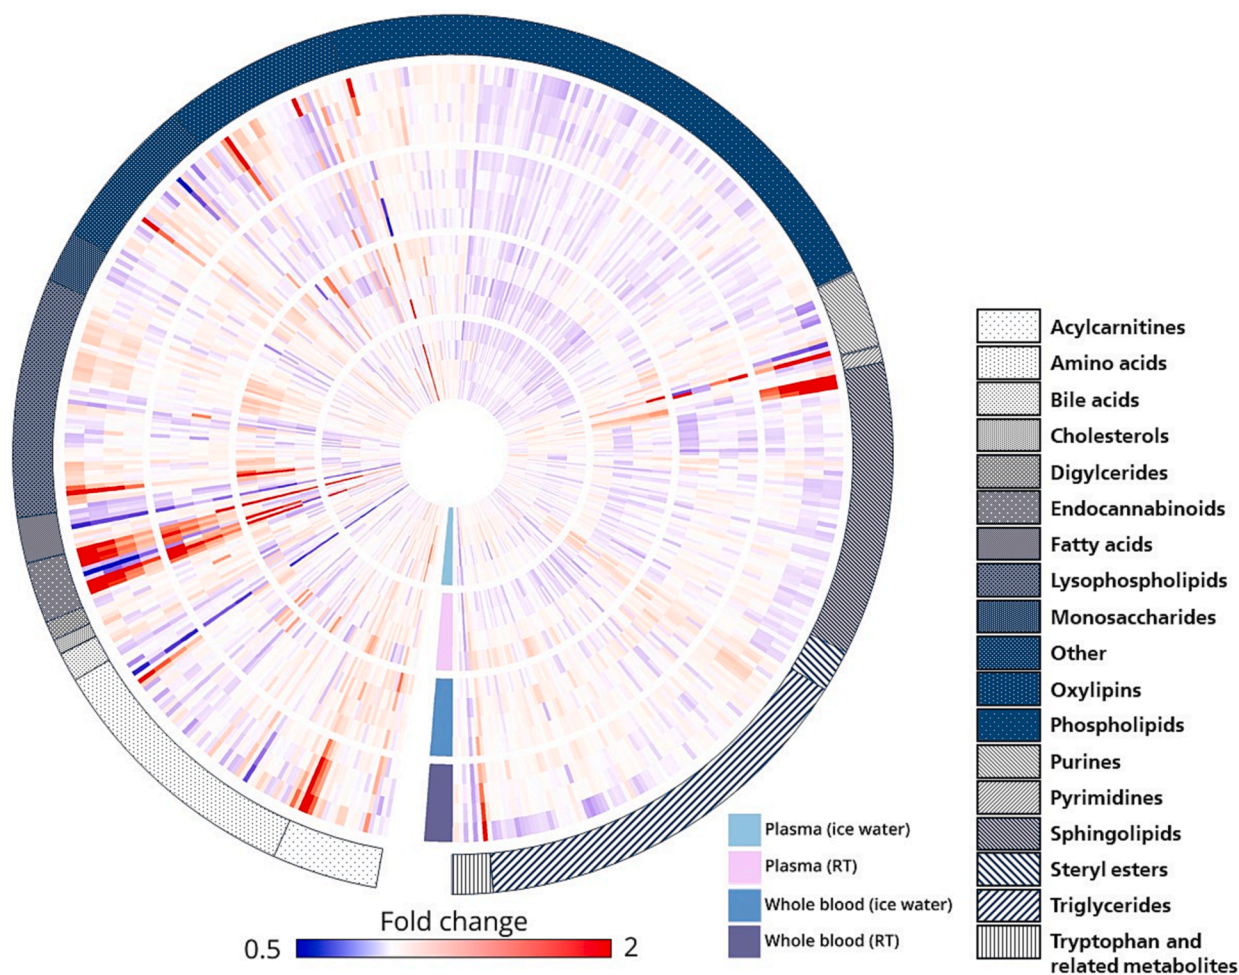 Acylcarnitines
Amino acids
Bile acids
Cholesterols
Digylcerides
Endocannabinoids
Fatty acids
Lysophospholipids
Monosaccharides
Other
Oxylipins
Phospholipids
Purines
Pyrimidines
Sphingolipids
Steryl esters
Triglycerides
Tryptophan and
related metabolites
Plasma (ice water)
Plasma (RT)
Whole blood (ice water)
Whole blood (RT)
Fold change
0.5
2